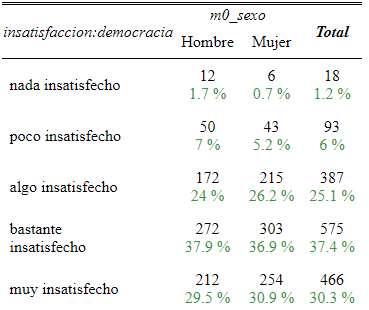 insatisfaccion:democracia m0_sexo Total
Hombre Mujer
nada insatisfecho 12 6 18
1.7 % 0.7 % 1.2 %
poco insatisfecho 50 43 93
7 % 5.2 % 6 %
algo insatisfecho 172 215 387
24 % 26.2 % 25.1 %
bastante insatisfecho 272 303 575
37.9 % 36.9 % 37.4 %
muy insatisfecho 212 254 466
29.5 % 30.9 % 30.3 %